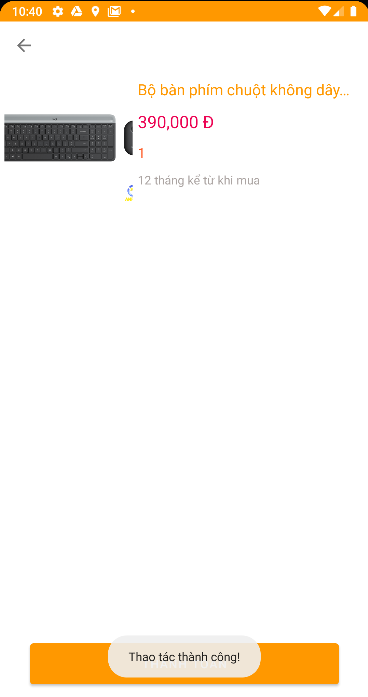 10:40
Bộ bàn phím chuột không dây...
390,000 Đ
1
12 tháng kể từ khi mua
Thao tác thành công!